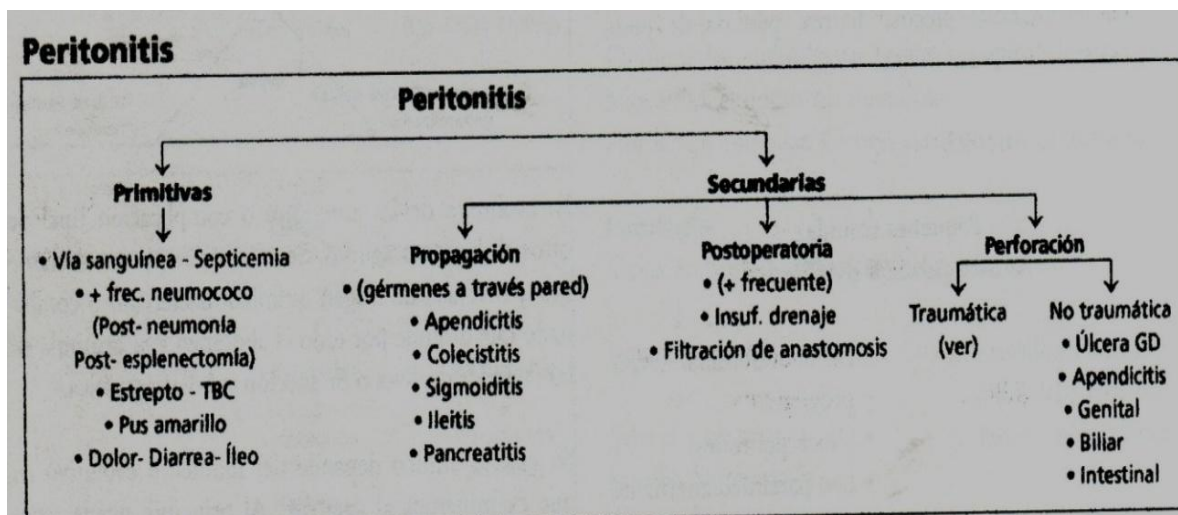 Peritonitis
Peritonitis
Primitivas
Secundarias
Vía sanguínea - Septicemia
• + frec. neumococo
(Post- neumonía
Post- esplenectomía)
• Estrepto - TBC
• Pus amarillo
• Dolor- Diarrea- Íleo
Propagación
• (gérmenes a través pared)
• Apendicitis
• Colecistitis
• Sigmoiditis
• Ileitis
• Pancreatitis
Postoperatoria
• (+ frecuente)
• Insuf. drenaje
• Filtración de anastomosis
Perforación
Traumática
(ver)
No traumática
• Úlcera GD
• Apendicitis
• Genital
• Biliar
• Intestinal